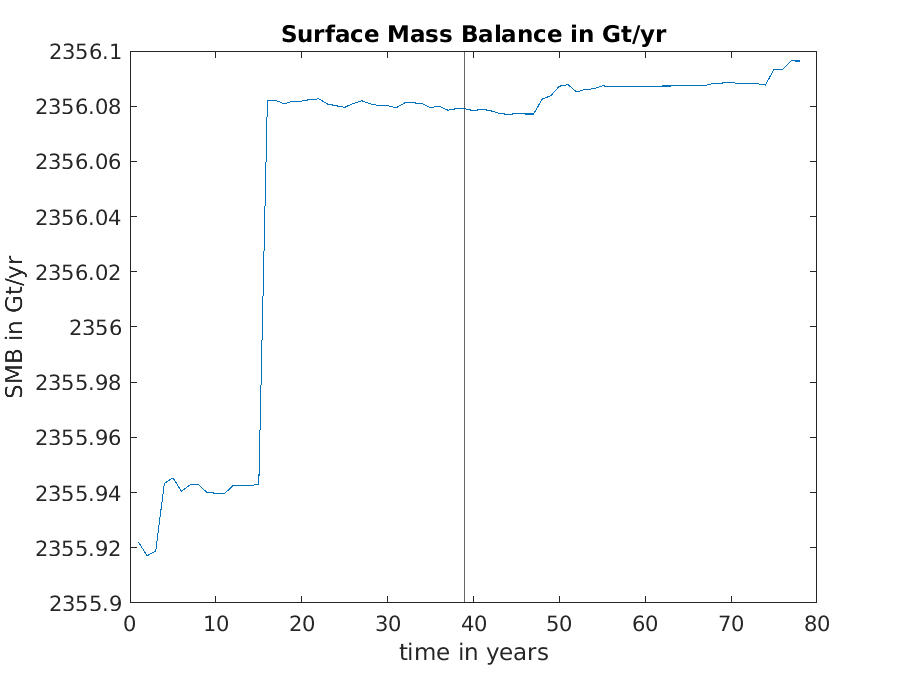 Surface Mass Balance in Gt/yr
2356.1
2356.08
2356.06
2356.04
2356.02
2356
2355.98
2355.96
2355.94
2355.92
2355.9
SMB in Gt/yr
0 10 20 30 40 50 60 70 80
time in years